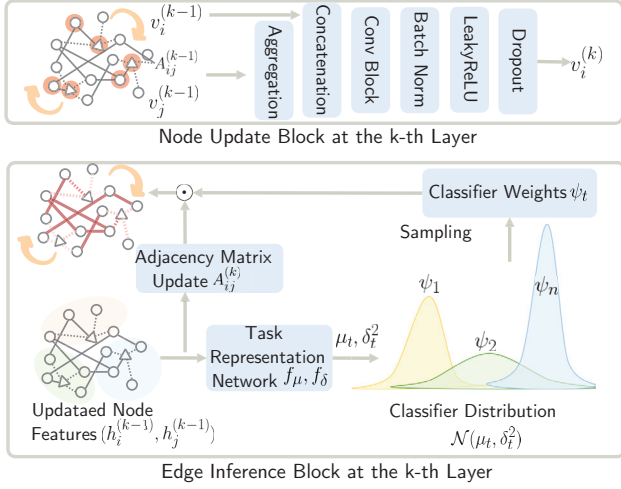 v_i^{(k-1)}
A_{ij}^{(k-1)}
v_j^{(k-1)}
Aggregation
Concatenation
Conv Block
Batch Norm
LeakyReLU
Dropout
v_i^{(k)}
Node Update Block at the k-th Layer
⊙
Classifier Weights ψ_t
Sampling
Adjacency Matrix
Update A_{ij}^{(k)}
ψ_1
ψ_2
ψ_n
Task
Representation
Network f_μ, f_δ
μ_t, δ_t^2
Updataed Node
Features (h_i^{(k-1)}, h_j^{(k-1)})
Classifier Distribution
𝒩(μ_t, δ_t^2)
Edge Inference Block at the k-th Layer